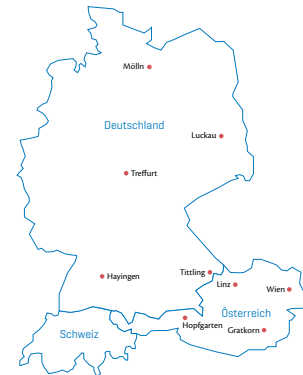 Mölln
Deutschland
Luckau
Treffurt
Tittling
Hayingen
Linz
Wien
Österreich
Hopfgarten
Schweiz
Gratkorn